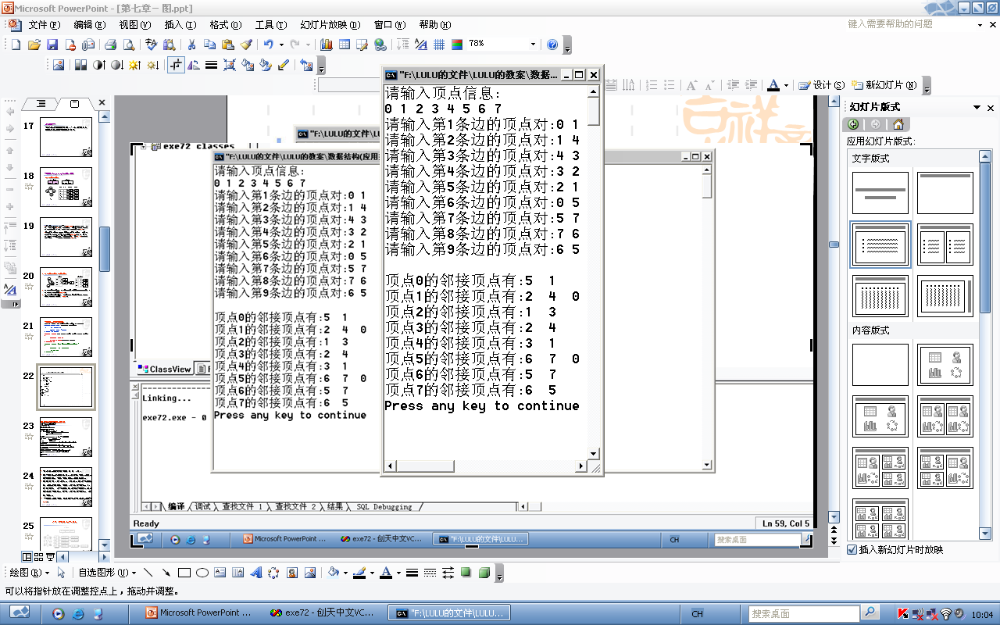 Microsoft PowerPoint - [第七章－图.ppt]
文件(F) 编辑(E) 视图(V) 插入(I) 格式(O) 工具(T) 幻灯片放映(D) 窗口(W) 帮助(H)
键入需要帮助的问题
78%
设计(S) 新幻灯片(N)
17
18
19
20
21
22
23
24
25
"F:\LULU的文件\LU
exe72 classes
"F:\LULU的文件\LULU的教案\数据结构(应用
请输入顶点信息:
0 1 2 3 4 5 6 7
请输入第1条边的顶点对:0 1
请输入第2条边的顶点对:1 4
请输入第3条边的顶点对:4 3
请输入第4条边的顶点对:3 2
请输入第5条边的顶点对:2 1
请输入第6条边的顶点对:0 5
请输入第7条边的顶点对:5 7
请输入第8条边的顶点对:7 6
请输入第9条边的顶点对:6 5
顶点0的邻接顶点有:5 1
顶点1的邻接顶点有:2 4 0
顶点2的邻接顶点有:1 3
顶点3的邻接顶点有:2 4
顶点4的邻接顶点有:3 1
顶点5的邻接顶点有:6 7 0
顶点6的邻接顶点有:5 7
顶点7的邻接顶点有:6 5
Press any key to continue
"F:\LULU的文件\LULU的教案\数据...
请输入顶点信息:
0 1 2 3 4 5 6 7
请输入第1条边的顶点对:0 1
请输入第2条边的顶点对:1 4
请输入第3条边的顶点对:4 3
请输入第4条边的顶点对:3 2
请输入第5条边的顶点对:2 1
请输入第6条边的顶点对:0 5
请输入第7条边的顶点对:5 7
请输入第8条边的顶点对:7 6
请输入第9条边的顶点对:6 5
顶点0的邻接顶点有:5 1
顶点1的邻接顶点有:2 4 0
顶点2的邻接顶点有:1 3
顶点3的邻接顶点有:2 4
顶点4的邻接顶点有:3 1
顶点5的邻接顶点有:6 7 0
顶点6的邻接顶点有:5 7
顶点7的邻接顶点有:6 5
Press any key to continue
ClassView
Linking...
exe72.exe - 0
编译 调试 查找文件 1 查找文件 2 结果 SQL Debugging
Ready
Ln 59, Col 5
Microsoft PowerPoint ... exe72 - 创天中文VC... "F:\LULU的文件\LULU... CH 搜索桌面
幻灯片版式
应用幻灯片版式:
文字版式
内容版式
插入新幻灯片时放映
绘图(R) 自选图形(U)
可以将指针放在调整控点上，拖动并调整。
Microsoft PowerPoint ... exe72 - 创天中文VC... "F:\LULU的文件\LULU... CH 搜索桌面 10:04